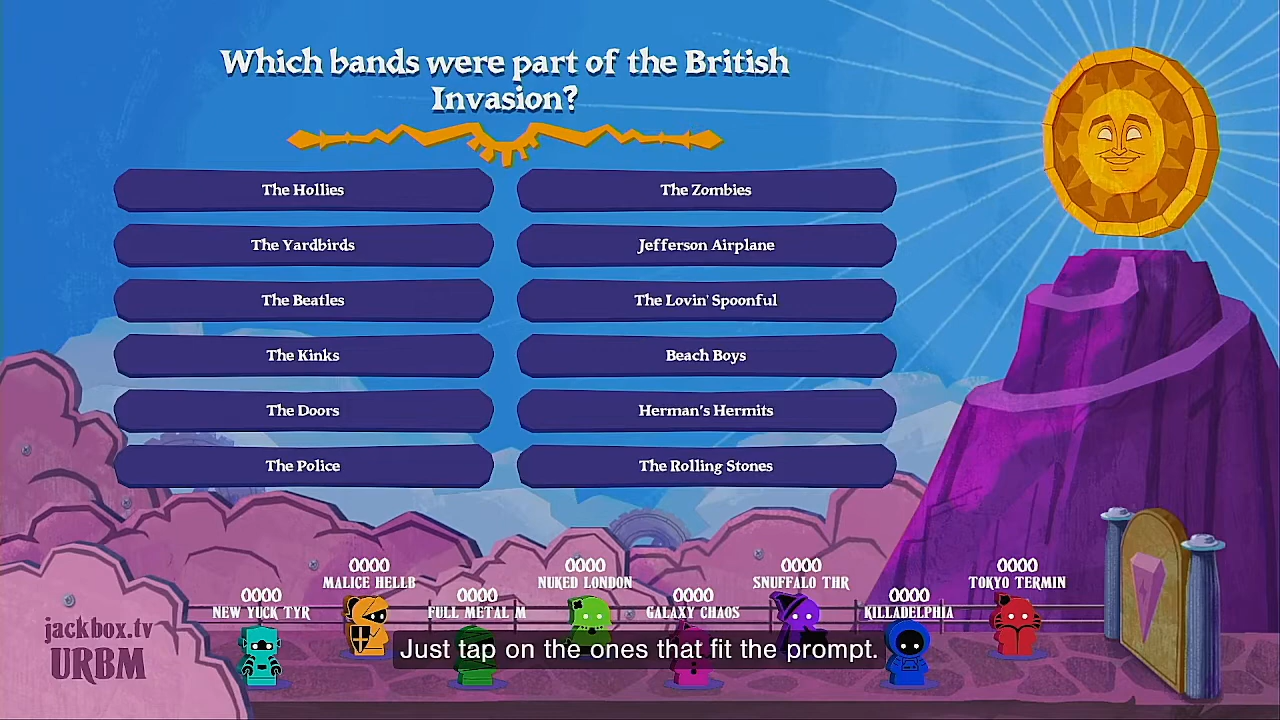 Which bands were part of the British
Invasion?
The Hollies
The Zombies
The Yardbirds
Jefferson Airplane
The Beatles
The Lovin' Spoonful
The Kinks
Beach Boys
The Doors
Herman's Hermits
The Police
The Rolling Stones
0000
NEW YUCK TYR
0000
MALICE HELLB
0000
FULL METAL M
0000
NUKED LONDON
0000
GALAXY CHAOS
0000
SNUFFALO THR
0000
KILLADELPHIA
0000
TOKYO TERMIN
jackbox.tv
URBM
Just tap on the ones that fit the prompt.